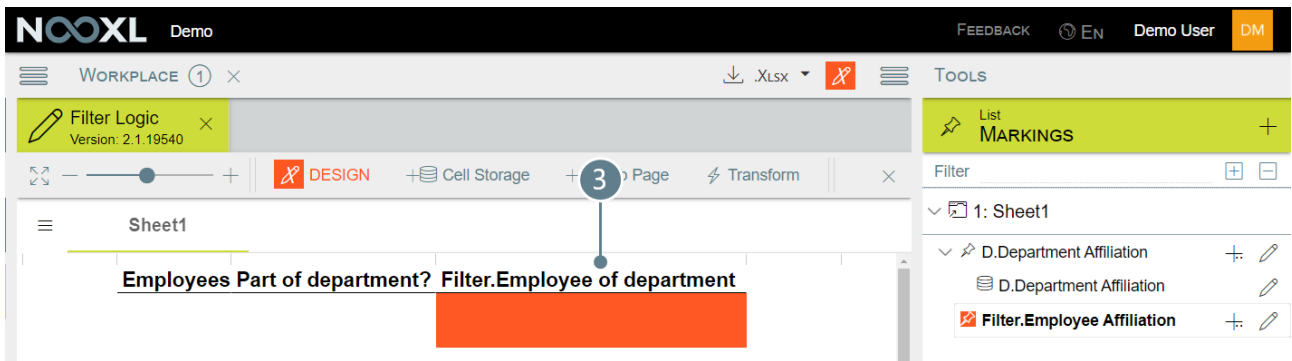 NOOXL Demo FEEDBACK EN Demo User DM
WORKPLACE 1 .XLSX TOOLS
Filter Logic
Version: 2.1.19540
List
MARKINGS
DESIGN Cell Storage 3 Page Transform
Filter
Sheet1
1: Sheet1
D.Department Affiliation
Employees Part of department? Filter.Employee of department
D.Department Affiliation
Filter.Employee Affiliation